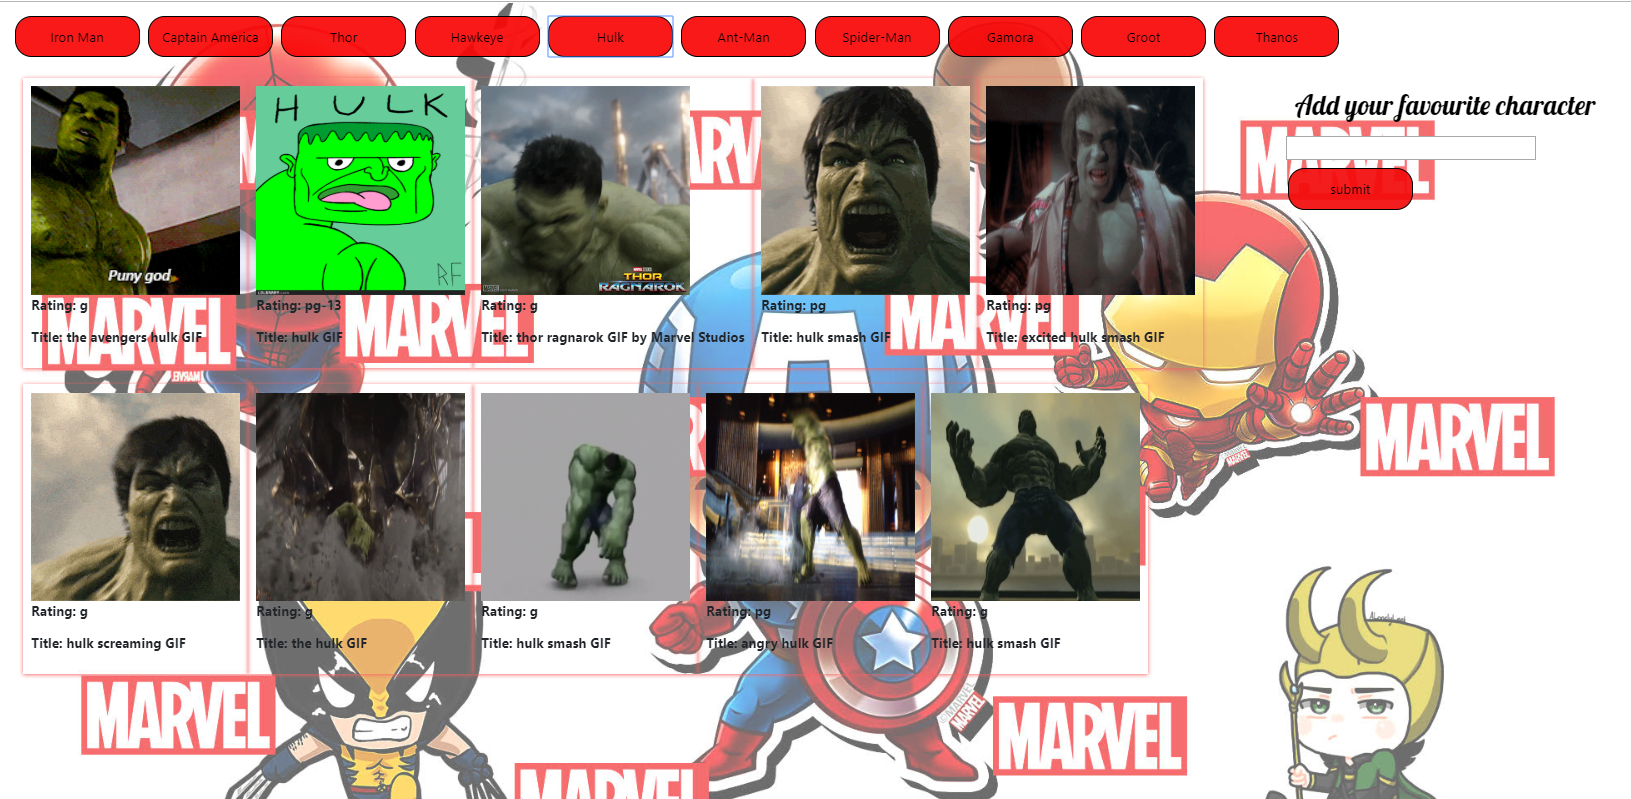 Iron Man
Captain America
Thor
Hawkeye
Hulk
Ant-Man
Spider-Man
Gamora
Groot
Thanos
Add your favourite character
submit
Puny god
HULK
RF
THOR
RAGNAROK
Rating: g
Title: the avengers hulk GIF
Rating: pg-13
Title: hulk GIF
Rating: g
Title: thor ragnarok GIF by Marvel Studios
Rating: pg
Title: hulk smash GIF
Rating: pg
Title: excited hulk smash GIF
Rating: g
Title: hulk screaming GIF
Rating: g
Title: the hulk GIF
Rating: g
Title: hulk smash GIF
Rating: pg
Title: angry hulk GIF
Rating: g
Title: hulk smash GIF
MARVEL
MARVEL
MARVEL
MARVEL
MARVEL
MARVEL
MARVEL
MARVEL
©MARVEL
MARVEL